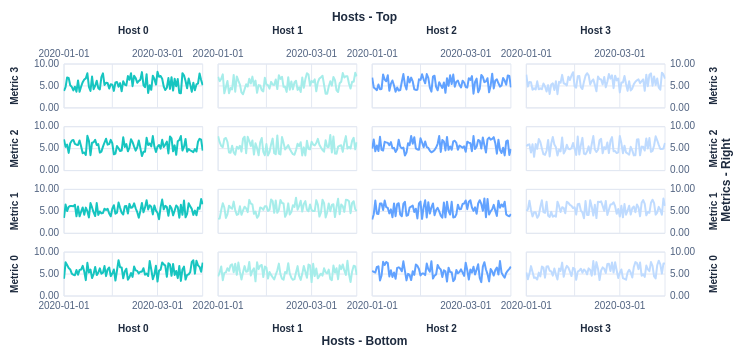 Hosts - Top
Host 0 Host 1 Host 2 Host 3
2020-01-01 2020-03-01 2020-01-01 2020-03-01 2020-01-01 2020-03-01 2020-01-01 2020-03-01
Metric 3 10.00 5.00 0.00 10.00 5.00 0.00 Metric 3
Metric 2 10.00 5.00 0.00 10.00 5.00 0.00 Metric 2
Metric 1 10.00 5.00 0.00 10.00 5.00 0.00 Metric 1
Metric 0 10.00 5.00 0.00 10.00 5.00 0.00 Metric 0
Metrics - Right
2020-01-01 2020-03-01 2020-01-01 2020-03-01 2020-01-01 2020-03-01 2020-01-01 2020-03-01
Host 0 Host 1 Host 2 Host 3
Hosts - Bottom